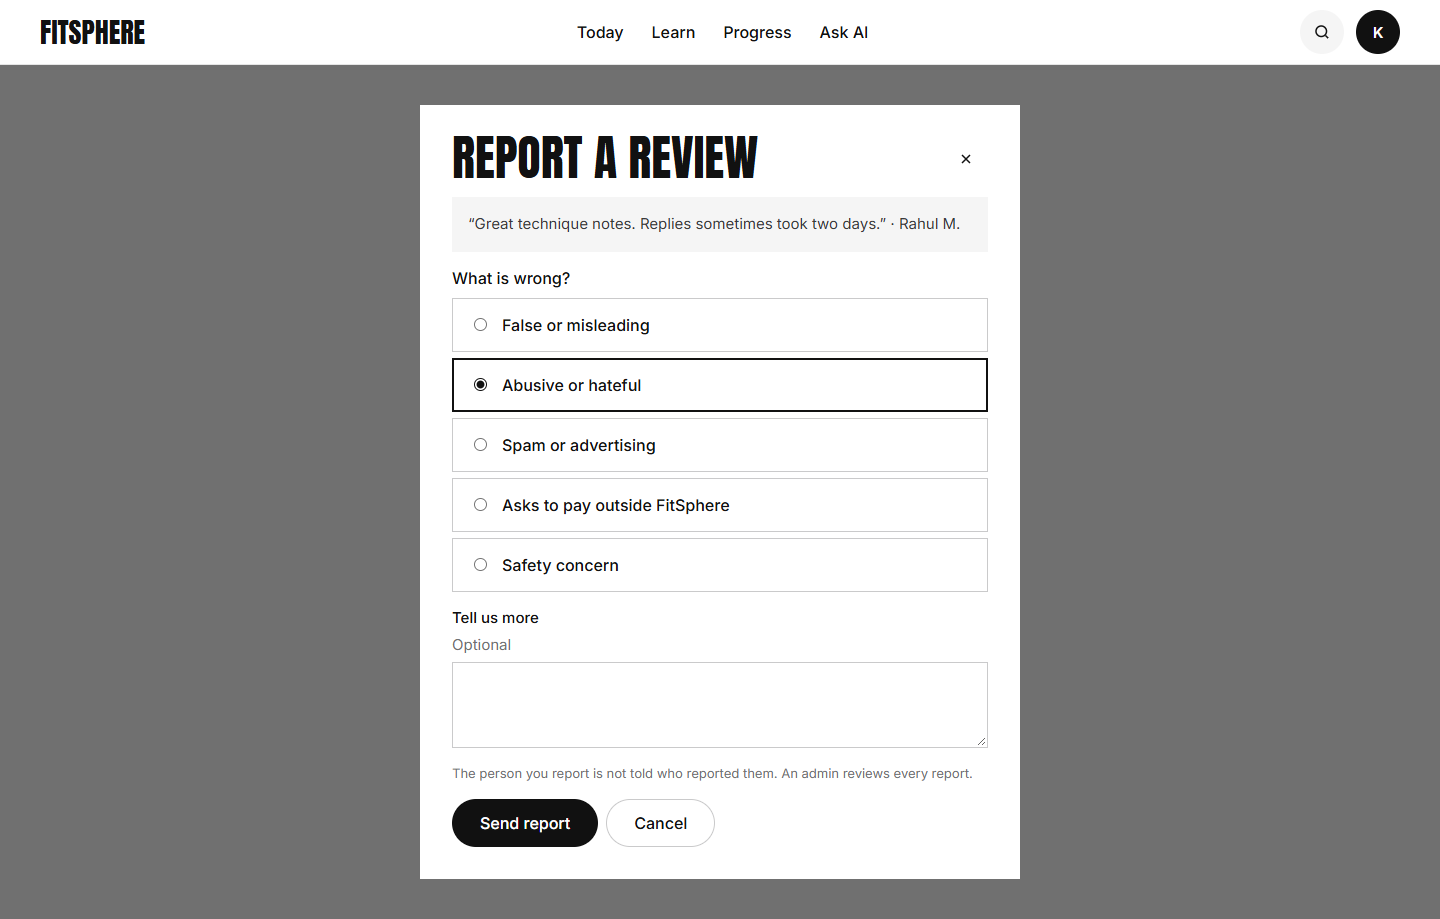 FITSPHERE
Today Learn Progress Ask AI
K
REPORT A REVIEW
×
“Great technique notes. Replies sometimes took two days.” · Rahul M.
What is wrong?
False or misleading
Abusive or hateful
Spam or advertising
Asks to pay outside FitSphere
Safety concern
Tell us more
Optional
The person you report is not told who reported them. An admin reviews every report.
Send report
Cancel